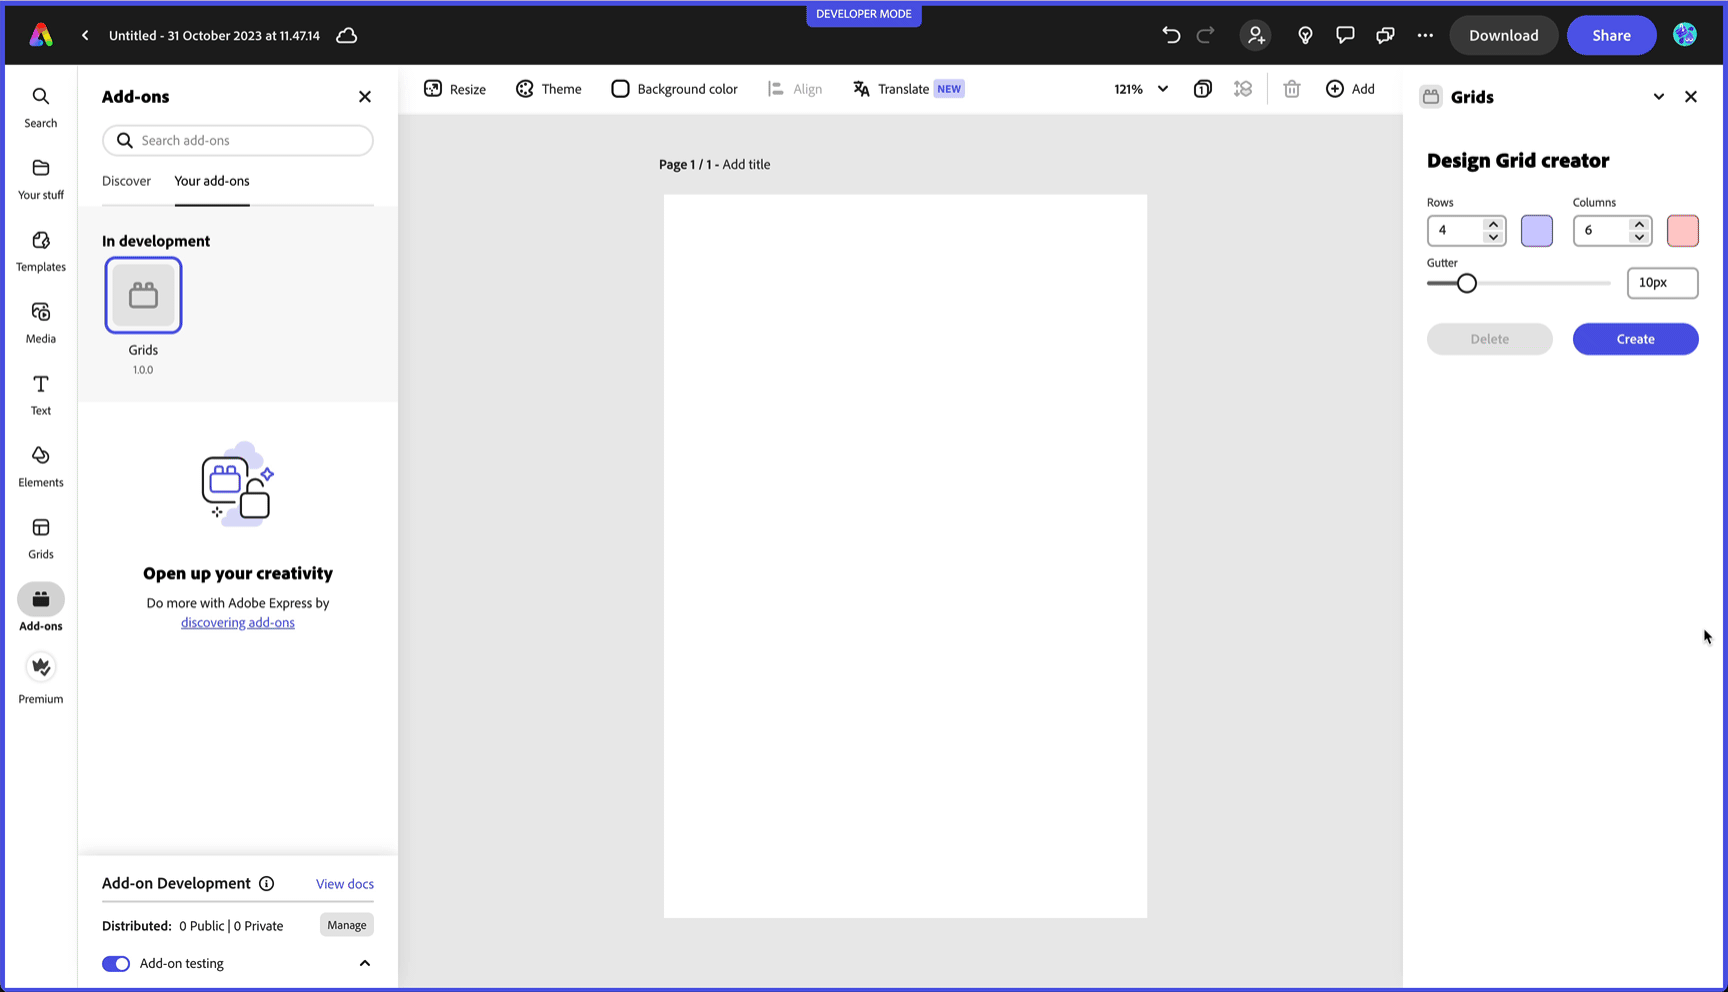 DEVELOPER MODE
Untitled - 31 October 2023 at 11.47.14
Download
Share
Search
Your stuff
Templates
Media
Text
Elements
Grids
Add-ons
Premium
Add-ons
Search add-ons
Discover
Your add-ons
In development
Grids
1.0.0
Open up your creativity
Do more with Adobe Express by
discovering add-ons
Add-on Development
View docs
Distributed: 0 Public | 0 Private
Manage
Add-on testing
Resize
Theme
Background color
Align
Translate NEW
121%
1
Add
Page 1 / 1 - Add title
Grids
Design Grid creator
Rows
Columns
4
6
Gutter
10px
Delete
Create